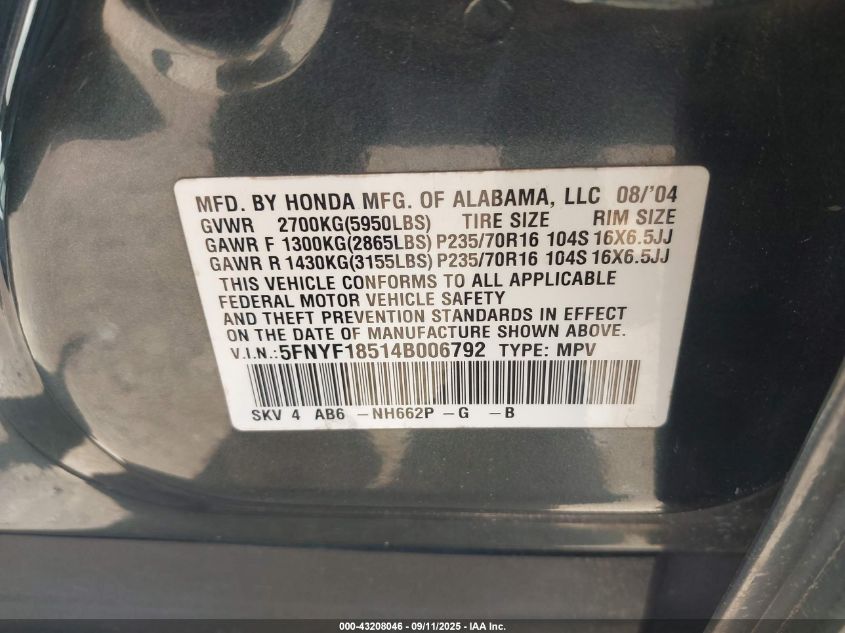 MFD. BY HONDA MFG. OF ALABAMA, LLC 08/'04
GVWR 2700KG(5950LBS) TIRE SIZE RIM SIZE
GAWR F 1300KG(2865LBS) P235/70R16 104S 16X6.5JJ
GAWR R 1430KG(3155LBS) P235/70R16 104S 16X6.5JJ
THIS VEHICLE CONFORMS TO ALL APPLICABLE
FEDERAL MOTOR VEHICLE SAFETY
AND THEFT PREVENTION STANDARDS IN EFFECT
ON THE DATE OF MANUFACTURE SHOWN ABOVE.
V.I.N.: 5FNYF18514B006792 TYPE: MPV
SKV 4 AB6 -NH662P -G -B
000-43208046 - 09/11/2025 - IAA Inc.